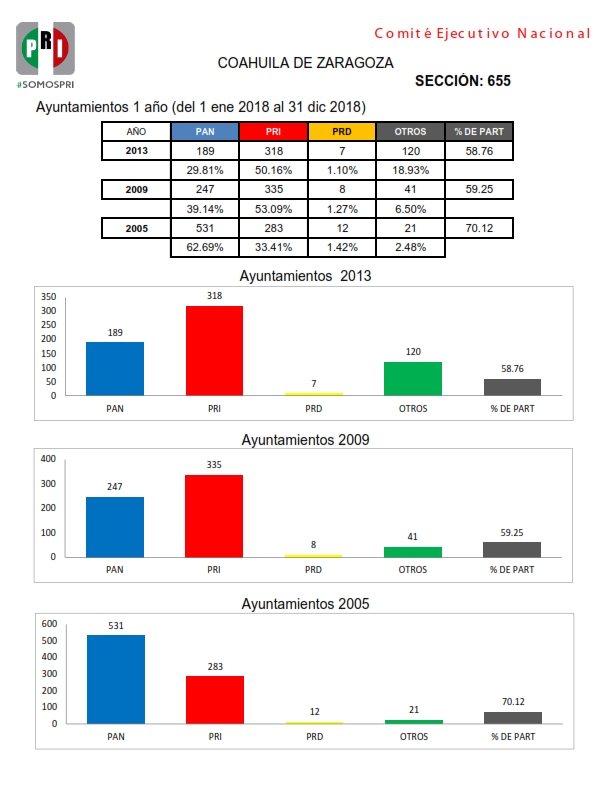 Comité Ejecutivo Nacional
PRI
#SOMOSPRI
COAHUILA DE ZARAGOZA
SECCIÓN: 655
Ayuntamientos 1 año (del 1 ene 2018 al 31 dic 2018)
AÑO PAN PRI PRD OTROS % DE PART
2013 189 318 7 120 58.76
29.81% 50.16% 1.10% 18.93%
2009 247 335 8 41 59.25
39.14% 53.09% 1.27% 6.50%
2005 531 283 12 21 70.12
62.69% 33.41% 1.42% 2.48%
Ayuntamientos 2013
350
300
250
200
150
100
50
0
189 318 7 120 58.76
PAN PRI PRD OTROS % DE PART
Ayuntamientos 2009
400
300
200
100
0
247 335 8 41 59.25
PAN PRI PRD OTROS % DE PART
Ayuntamientos 2005
600
500
400
300
200
100
0
531 283 12 21 70.12
PAN PRI PRD OTROS % DE PART